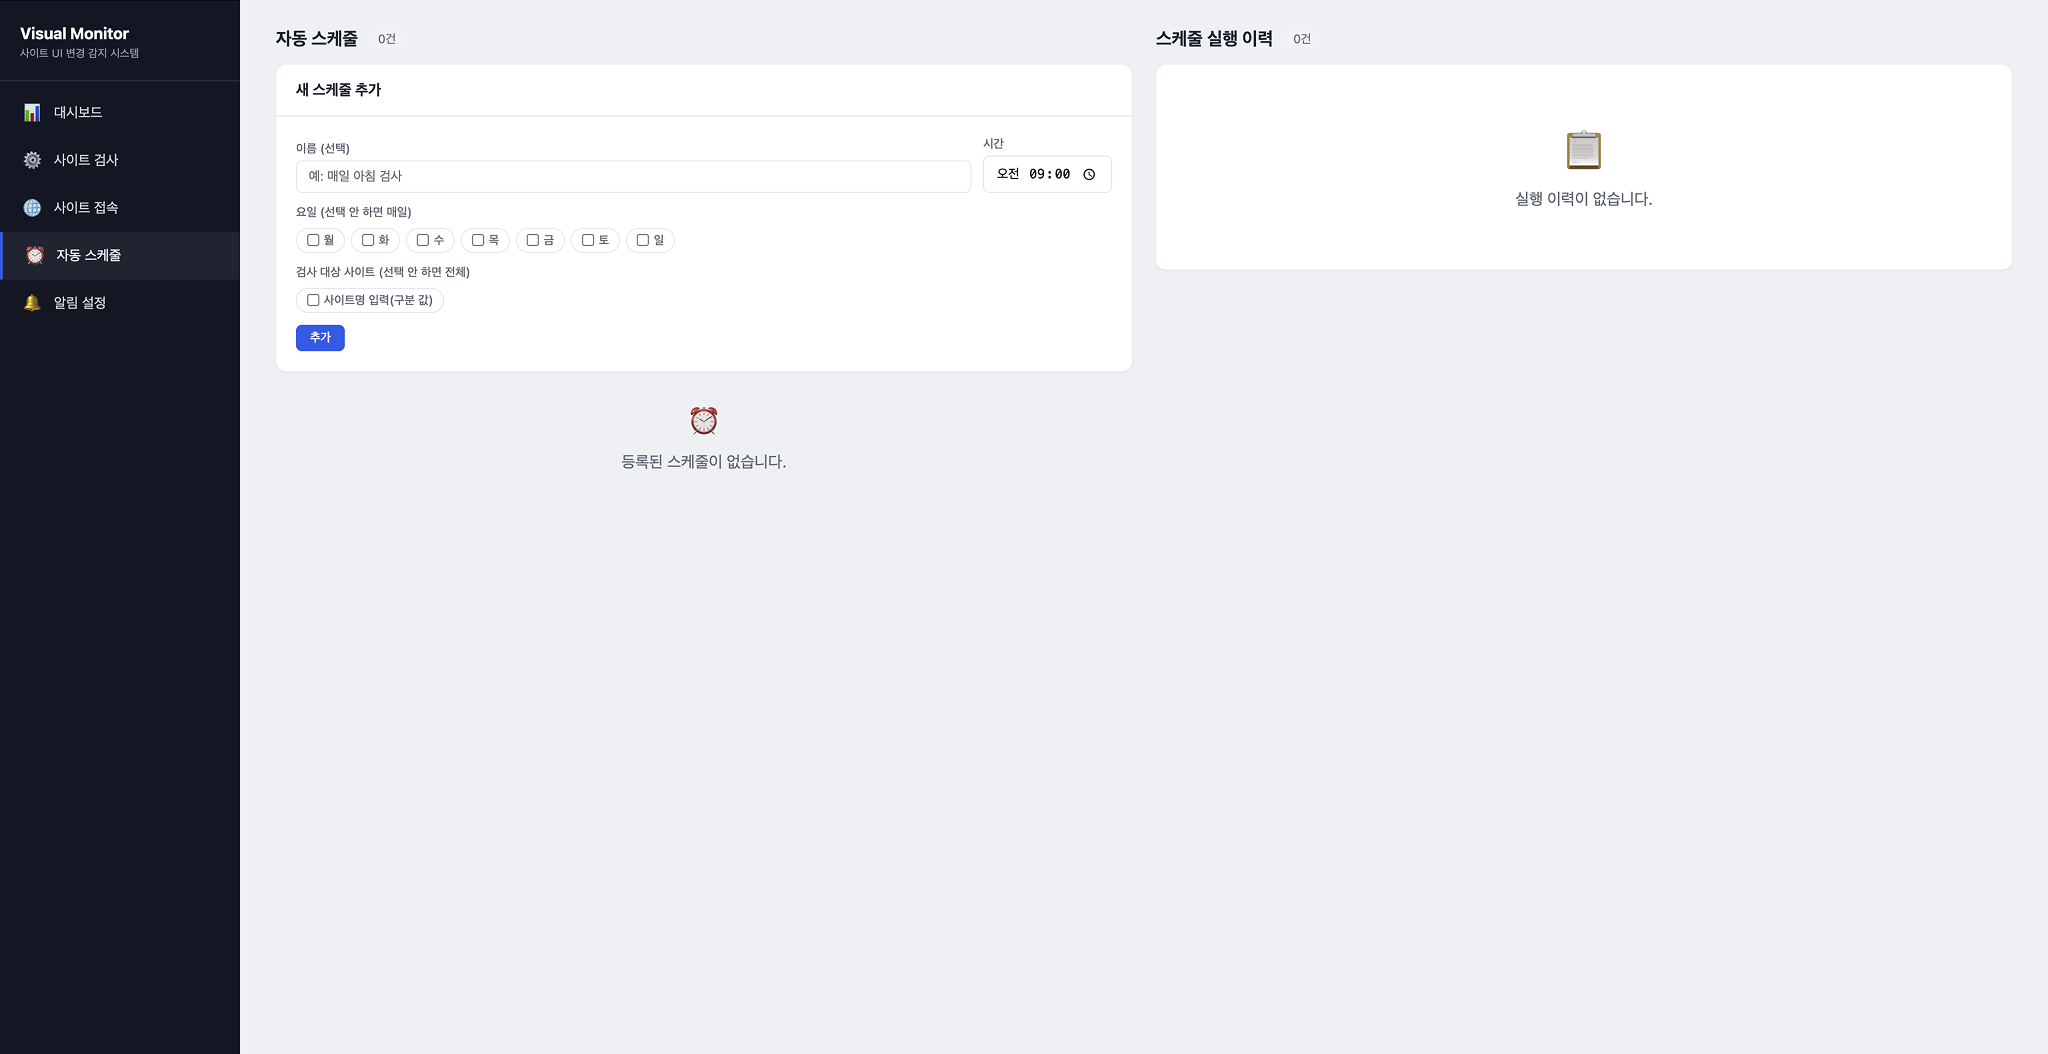 Visual Monitor
사이트 UI 변경 감지 시스템
대시보드
사이트 검사
사이트 접속
자동 스케줄
알림 설정
자동 스케줄 0건
새 스케줄 추가
이름 (선택)
예: 매일 아침 검사
시간
오전 09:00
요일 (선택 안 하면 매일)
월 화 수 목 금 토 일
검사 대상 사이트 (선택 안 하면 전체)
사이트명 입력(구분 값)
추가
등록된 스케줄이 없습니다.
스케줄 실행 이력 0건
실행 이력이 없습니다.